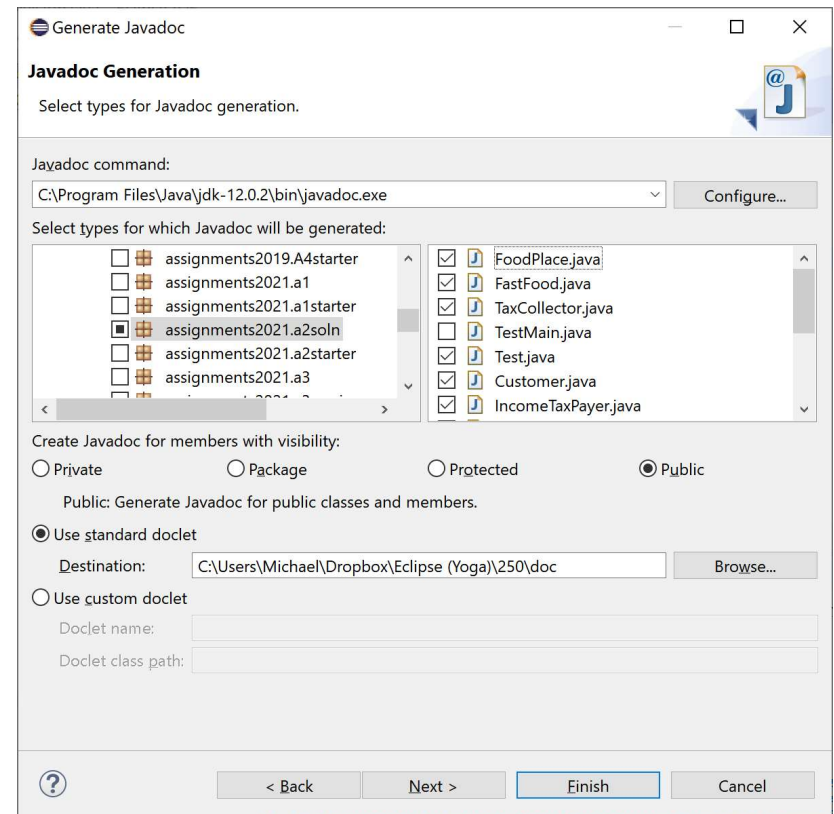 Generate Javadoc
Javadoc Generation
Select types for Javadoc generation.
Javadoc command:
C:\Program Files\Java\jdk-12.0.2\bin\javadoc.exe
Configure...
Select types for which Javadoc will be generated:
assignments2019.A4starter
assignments2021.a1
assignments2021.a1starter
assignments2021.a2soln
assignments2021.a2starter
assignments2021.a3
FoodPlace.java
FastFood.java
TaxCollector.java
TestMain.java
Test.java
Customer.java
IncomeTaxPayer.java
Create Javadoc for members with visibility:
Private Package Protected Public
Public: Generate Javadoc for public classes and members.
Use standard doclet
Destination: C:\Users\Michael\Dropbox\Eclipse (Yoga)\250\doc Browse...
Use custom doclet
Doclet name:
Doclet class path:
? < Back Next > Finish Cancel